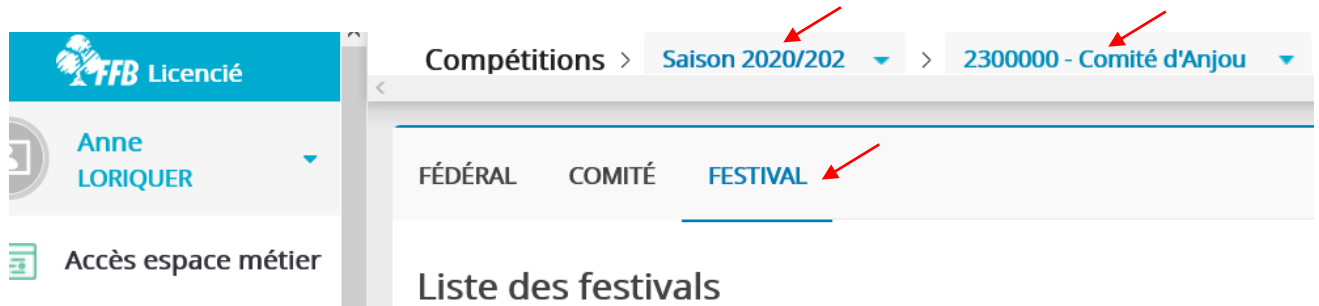 FFB Licencié
Compétitions > Saison 2020/202 > 2300000 - Comité d'Anjou
Anne
LORIQUER
FÉDÉRAL COMITÉ FESTIVAL
Accès espace métier
Liste des festivals